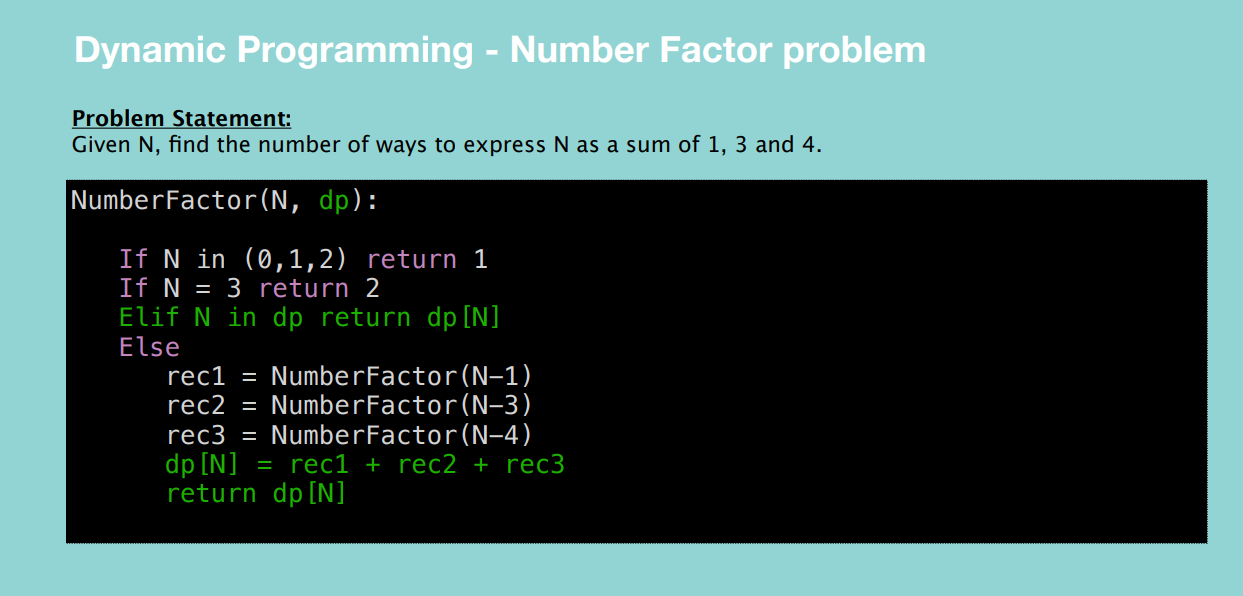 Dynamic Programming - Number Factor problem
Problem Statement:
Given N, find the number of ways to express N as a sum of 1, 3 and 4.
NumberFactor(N, dp):
If N in (0,1,2) return 1
If N = 3 return 2
Elif N in dp return dp[N]
Else
rec1 = NumberFactor(N-1)
rec2 = NumberFactor(N-3)
rec3 = NumberFactor(N-4)
dp[N] = rec1 + rec2 + rec3
return dp[N]